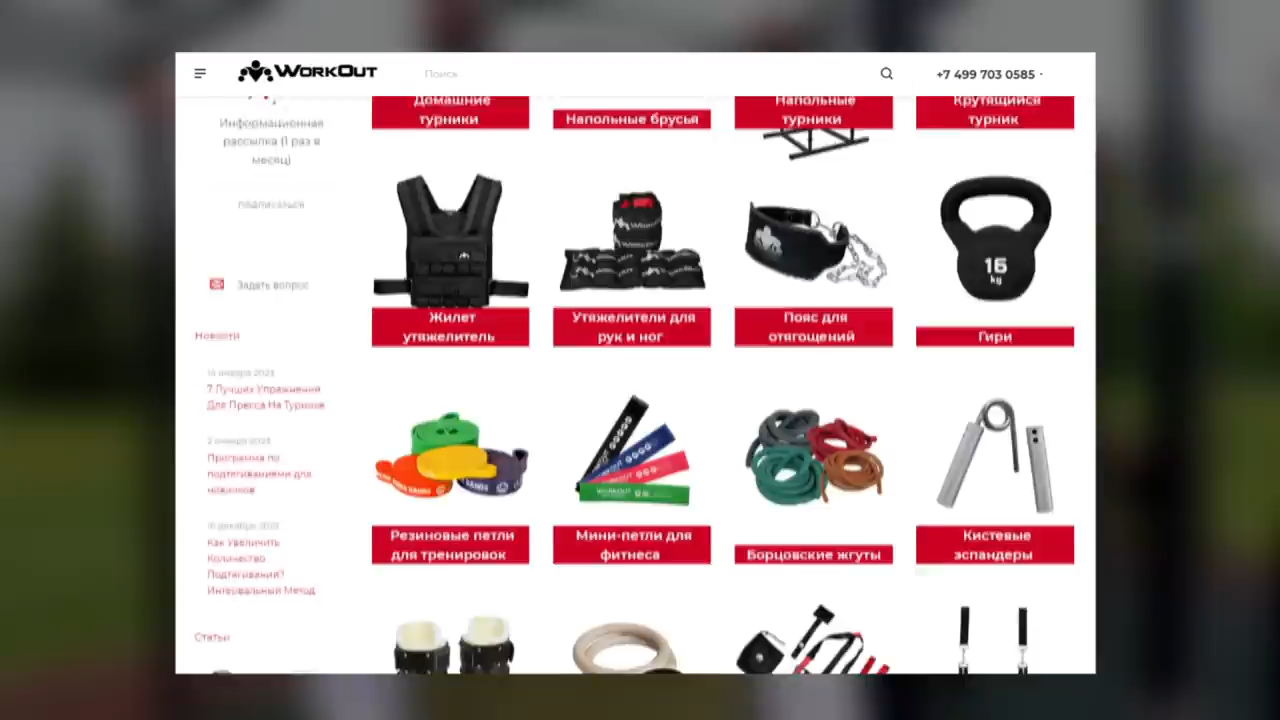 WORKOUT
Поиск
+7 499 703 0585
Информационная
рассылка (1 раз в
месяц)
подписаться
Задать вопрос
Новости
7 Лучших Упражнений
Для Пресса На Турнике
Программа по
подтягиваниями для
новичков
Как Увеличить
Количество
Подтягивании?
Интервальный Метод
Статьи
Домашние
турники
Напольные брусья
Напольные
турники
Крутящийся
турник
16
kg
Жилет
утяжелитель
Утяжелители для
рук и ног
Пояс для
отягощений
Гири
WORKOUT
Резиновые петли
для тренировок
Мини-петли для
фитнеса
Борцовские жгуты
Кистевые
эспандеры